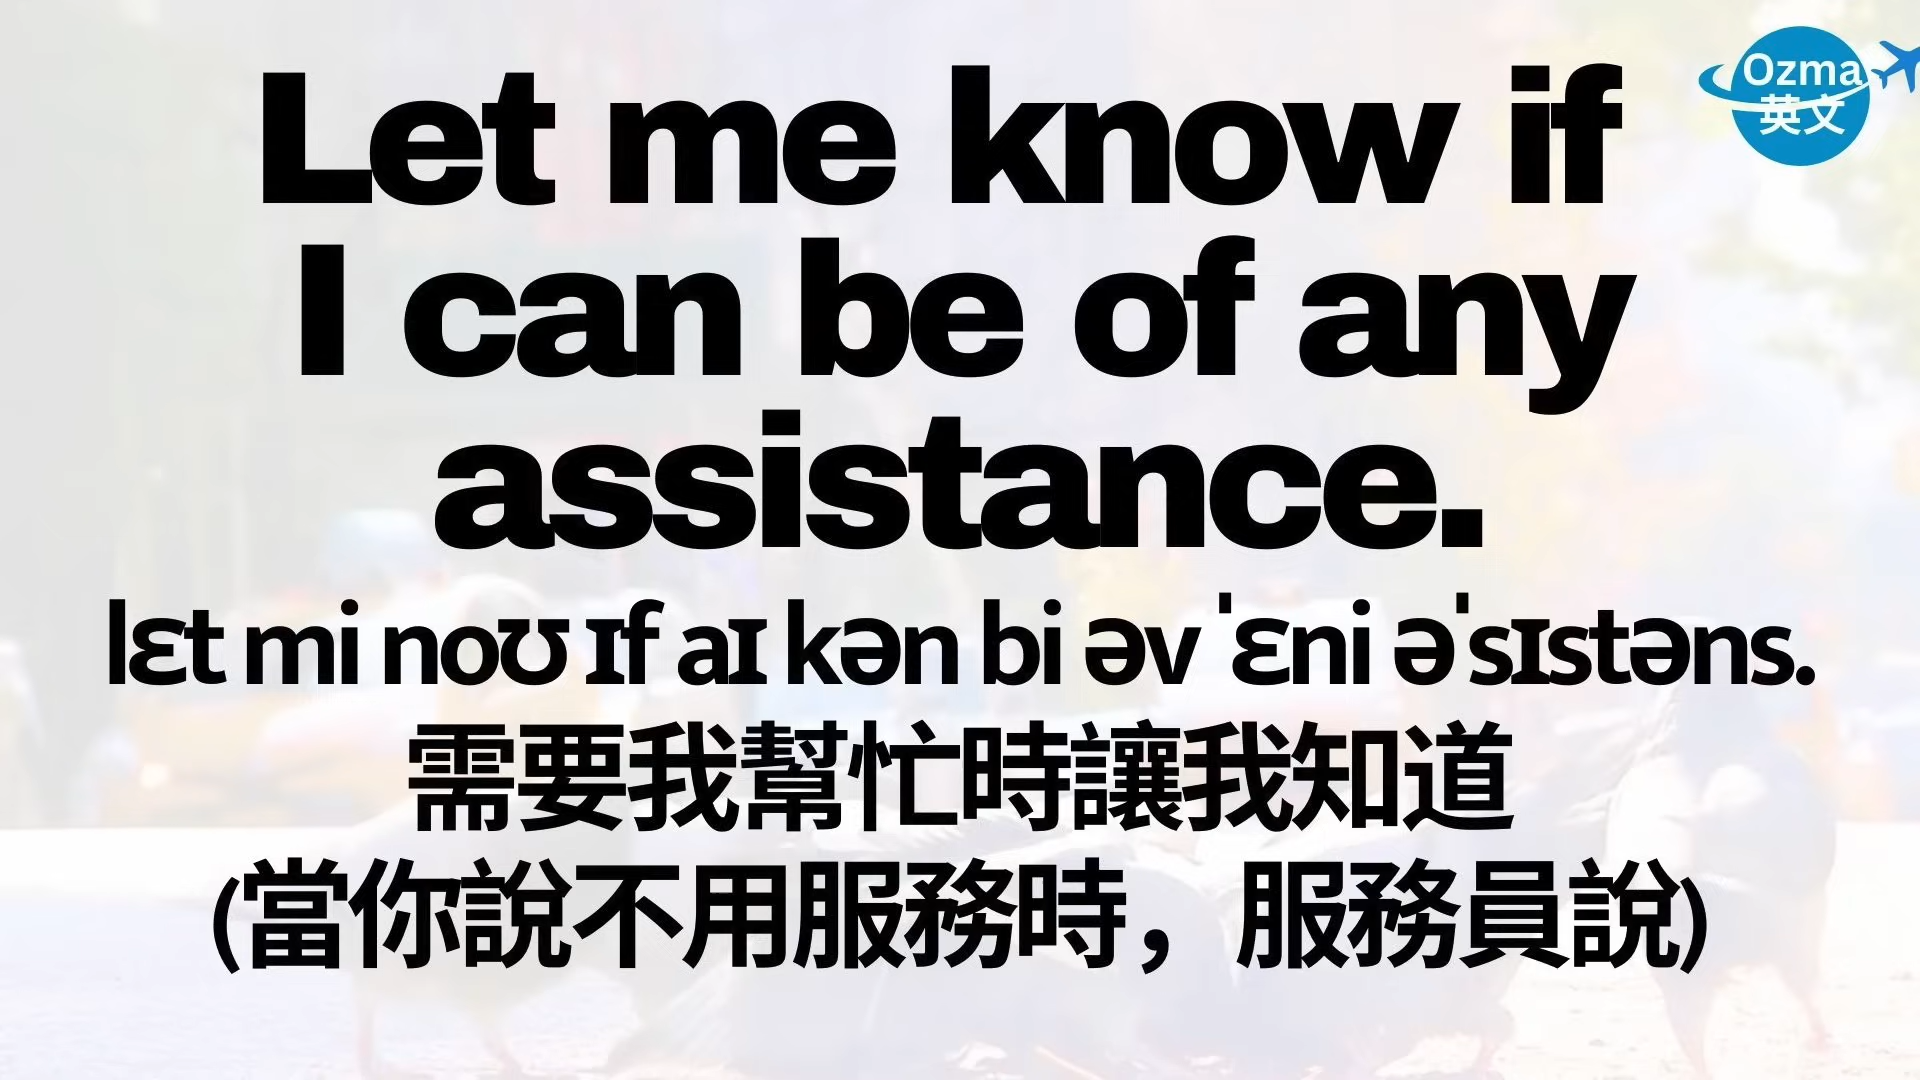 Ozma
英文
Let me know if
I can be of any
assistance.
lɛt mi noʊ ɪf aɪ kən bi əv ˈɛni əˈsɪstəns.
需要我幫忙時讓我知道
(當你說不用服務時，服務員說)